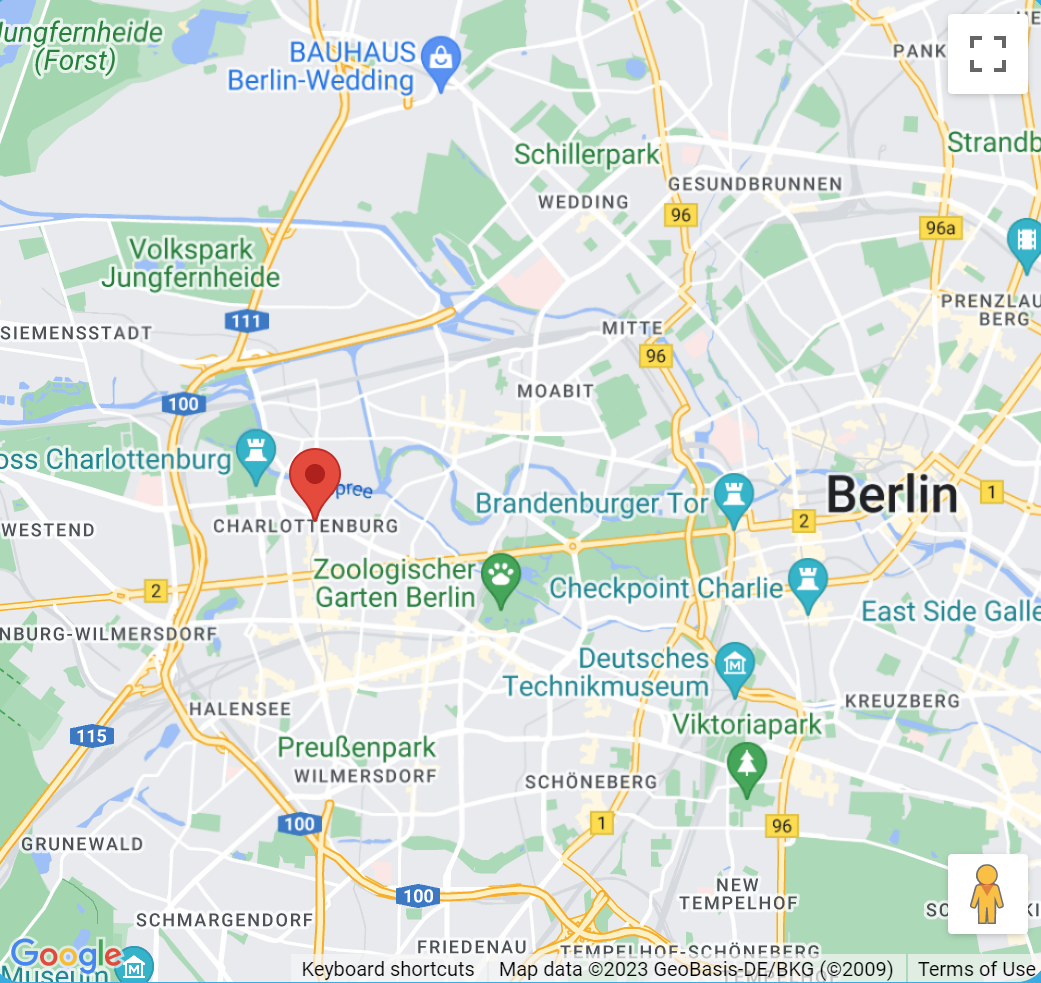 Jungfernheide
(Forst)
BAUHAUS
Berlin-Wedding
PANK
Schillerpark
Strandb
GESUNDBRUNNEN
WEDDING
96
96a
Volkspark
Jungfernheide
PRENZLAU
BERG
111
SIEMENSSTADT
MITTE
96
MOABIT
100
oss Charlottenburg
pree
Brandenburger Tor
Berlin
1
2
WESTEND
CHARLOTTENBURG
Zoologischer
Garten Berlin
Checkpoint Charlie
2
East Side Galle
NBURG-WILMERSDORF
Deutsches
Technikmuseum
HALENSEE
KREUZBERG
115
Viktoriapark
Preußenpark
WILMERSDORF
SCHÖNEBERG
100
1
96
GRUNEWALD
100
NEW
TEMPELHOF
SCHMARGENDORF
FRIEDENAU
TEMPELHOF-SCHÖNEBERG
Google
Museum
Keyboard shortcuts
Map data ©2023 GeoBasis-DE/BKG (©2009)
Terms of Use